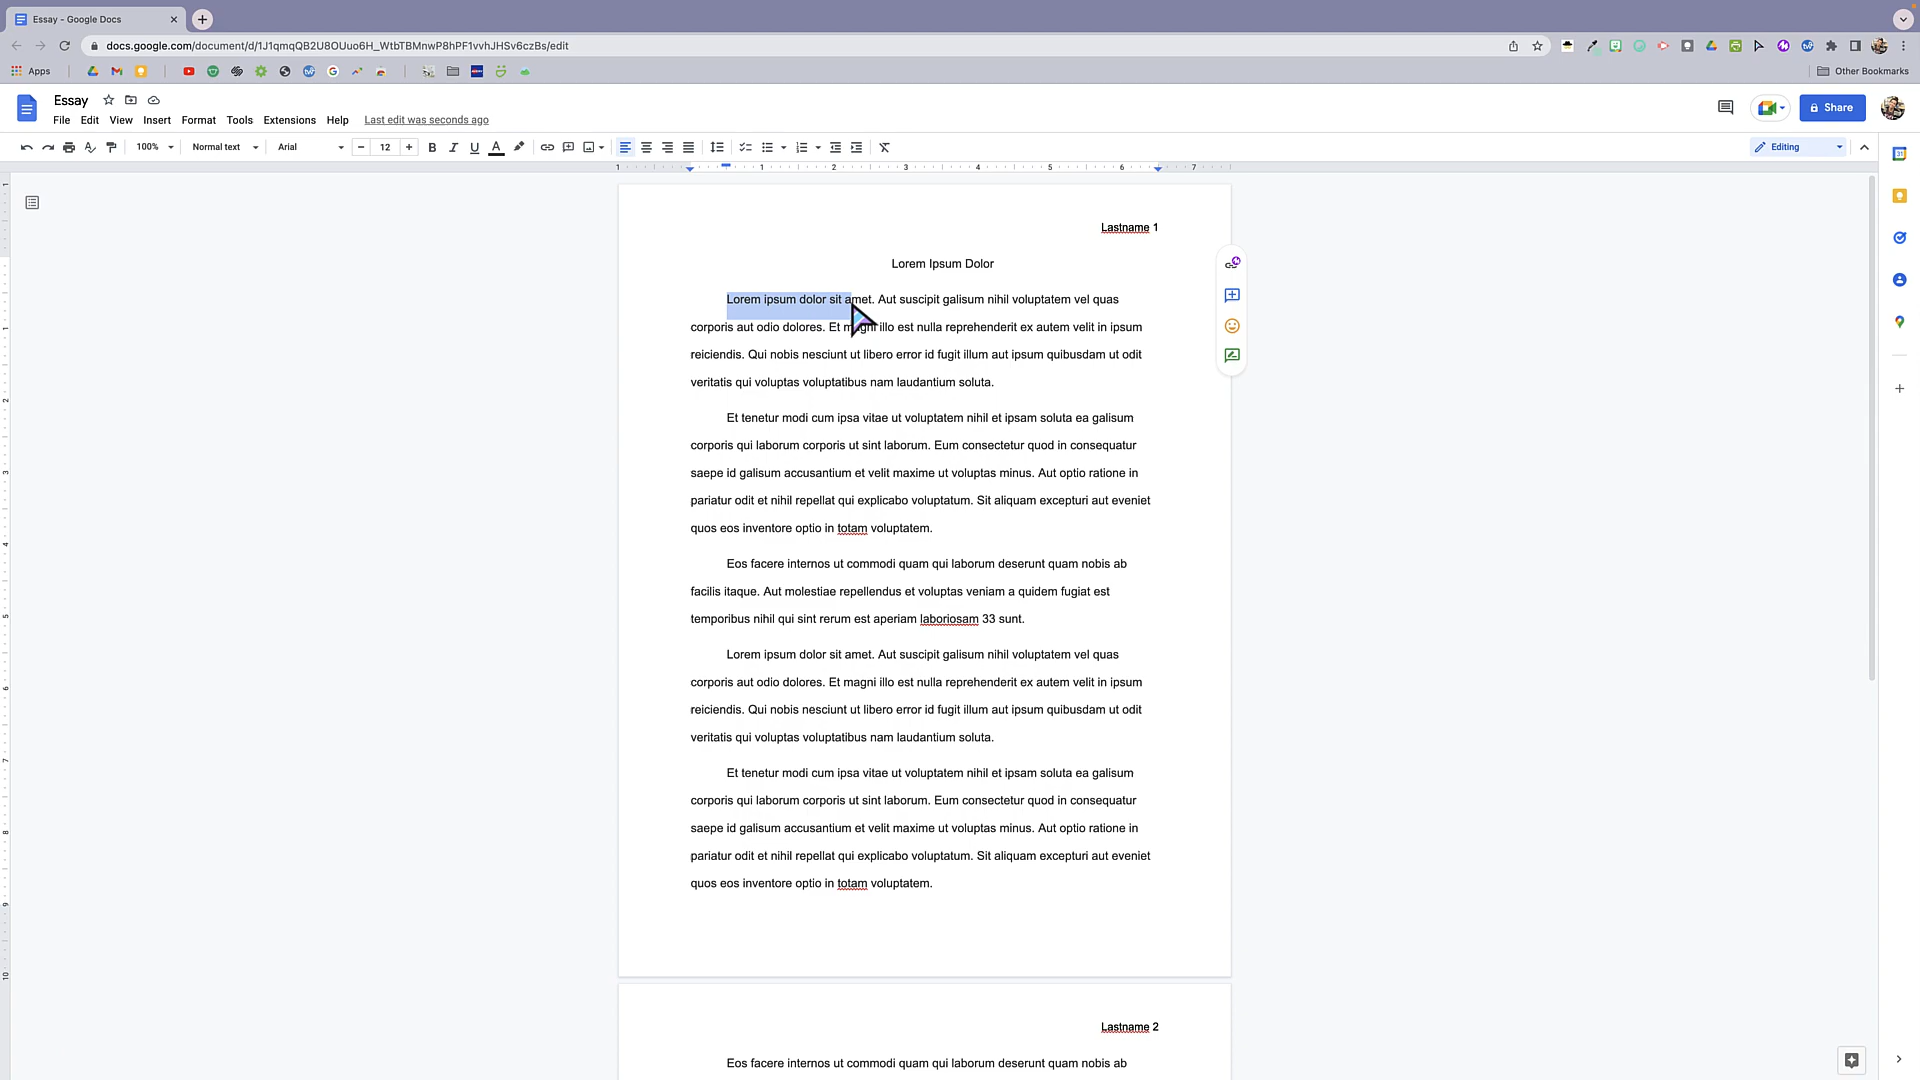 Essay - Google Docs
docs.google.com/document/d/1J1qmqQB2U8OUuo6H_WtbTBMnwP8hPF1vvhJHSv6czBs/edit
Apps
Other Bookmarks
Essay
File Edit View Insert Format Tools Extensions Help Last edit was seconds ago
Share
100% Normal text Arial 12 B I U A
Editing
1 1 2 3 4 5 6 7
Lastname 1
Lorem Ipsum Dolor
Lorem ipsum dolor sit amet. Aut suscipit galisum nihil voluptatem vel quas
corporis aut odio dolores. Et magni illo est nulla reprehenderit ex autem velit in ipsum
reiciendis. Qui nobis nesciunt ut libero error id fugit illum aut ipsum quibusdam ut odit
veritatis qui voluptas voluptatibus nam laudantium soluta.
Et tenetur modi cum ipsa vitae ut voluptatem nihil et ipsam soluta ea galisum
corporis qui laborum corporis ut sint laborum. Eum consectetur quod in consequatur
saepe id galisum accusantium et velit maxime ut voluptas minus. Aut optio ratione in
pariatur odit et nihil repellat qui explicabo voluptatum. Sit aliquam excepturi aut eveniet
quos eos inventore optio in totam voluptatem.
Eos facere internos ut commodi quam qui laborum deserunt quam nobis ab
facilis itaque. Aut molestiae repellendus et voluptas veniam a quidem fugiat est
temporibus nihil qui sint rerum est aperiam laboriosam 33 sunt.
Lorem ipsum dolor sit amet. Aut suscipit galisum nihil voluptatem vel quas
corporis aut odio dolores. Et magni illo est nulla reprehenderit ex autem velit in ipsum
reiciendis. Qui nobis nesciunt ut libero error id fugit illum aut ipsum quibusdam ut odit
veritatis qui voluptas voluptatibus nam laudantium soluta.
Et tenetur modi cum ipsa vitae ut voluptatem nihil et ipsam soluta ea galisum
corporis qui laborum corporis ut sint laborum. Eum consectetur quod in consequatur
saepe id galisum accusantium et velit maxime ut voluptas minus. Aut optio ratione in
pariatur odit et nihil repellat qui explicabo voluptatum. Sit aliquam excepturi aut eveniet
quos eos inventore optio in totam voluptatem.
Lastname 2
Eos facere internos ut commodi quam qui laborum deserunt quam nobis ab